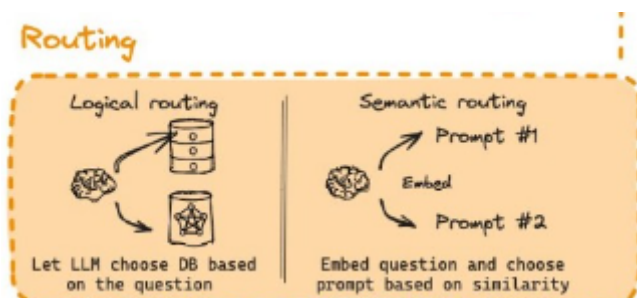 Routing
Logical routing
Let LLM choose DB based
on the question
Semantic routing
Prompt #1
Embed
Prompt #2
Embed question and choose
prompt based on similarity